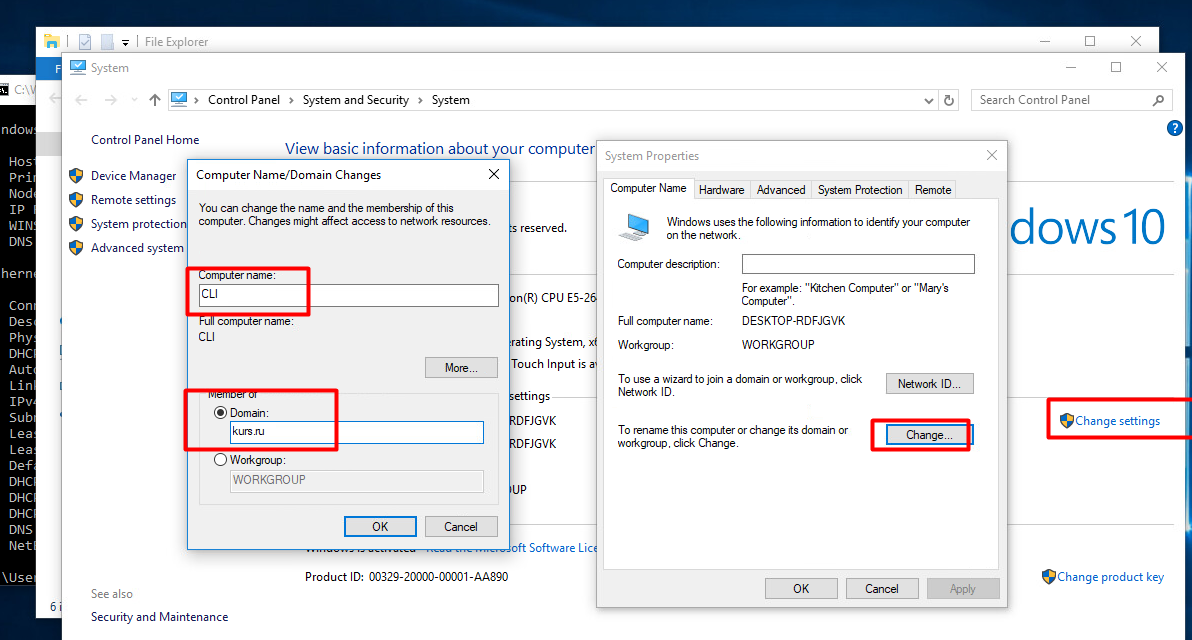 File Explorer
System
Control Panel
System and Security
System
Search Control Panel
Control Panel Home
Device Manager
Remote settings
System protection
Advanced system
See also
Security and Maintenance
View basic information about your computer
ts reserved.
dows 10
on(R) CPU E5-26
erating System, x6
Touch Input is av
settings
RDFJGVK
RDFJGVK
UP
Change settings
Windows is activated
Read the Microsoft Software Lice
Product ID: 00329-20000-00001-AA890
Change product key
Computer Name/Domain Changes
You can change the name and the membership of this
computer. Changes might affect access to network resources.
Computer name:
CLI
Full computer name:
CLI
More...
Member of
Domain:
kurs.ru
Workgroup:
WORKGROUP
OK
Cancel
System Properties
Computer Name
Hardware
Advanced
System Protection
Remote
Windows uses the following information to identify your computer
on the network.
Computer description:
For example: "Kitchen Computer" or "Mary's
Computer".
Full computer name:
DESKTOP-RDFJGVK
Workgroup:
WORKGROUP
To use a wizard to join a domain or workgroup, click
Network ID.
Network ID...
To rename this computer or change its domain or
workgroup, click Change.
Change...
OK
Cancel
Apply
C:\W
ndows
Host
Prim
Node
IP R
WINS
DNS
herne
Conn
Desc
Phys
DHCP
Auto
Link
IPv4
Subn
Leas
Leas
Defa
DHCP
DHCP
DHCP
DNS
NetB
\User
6 i